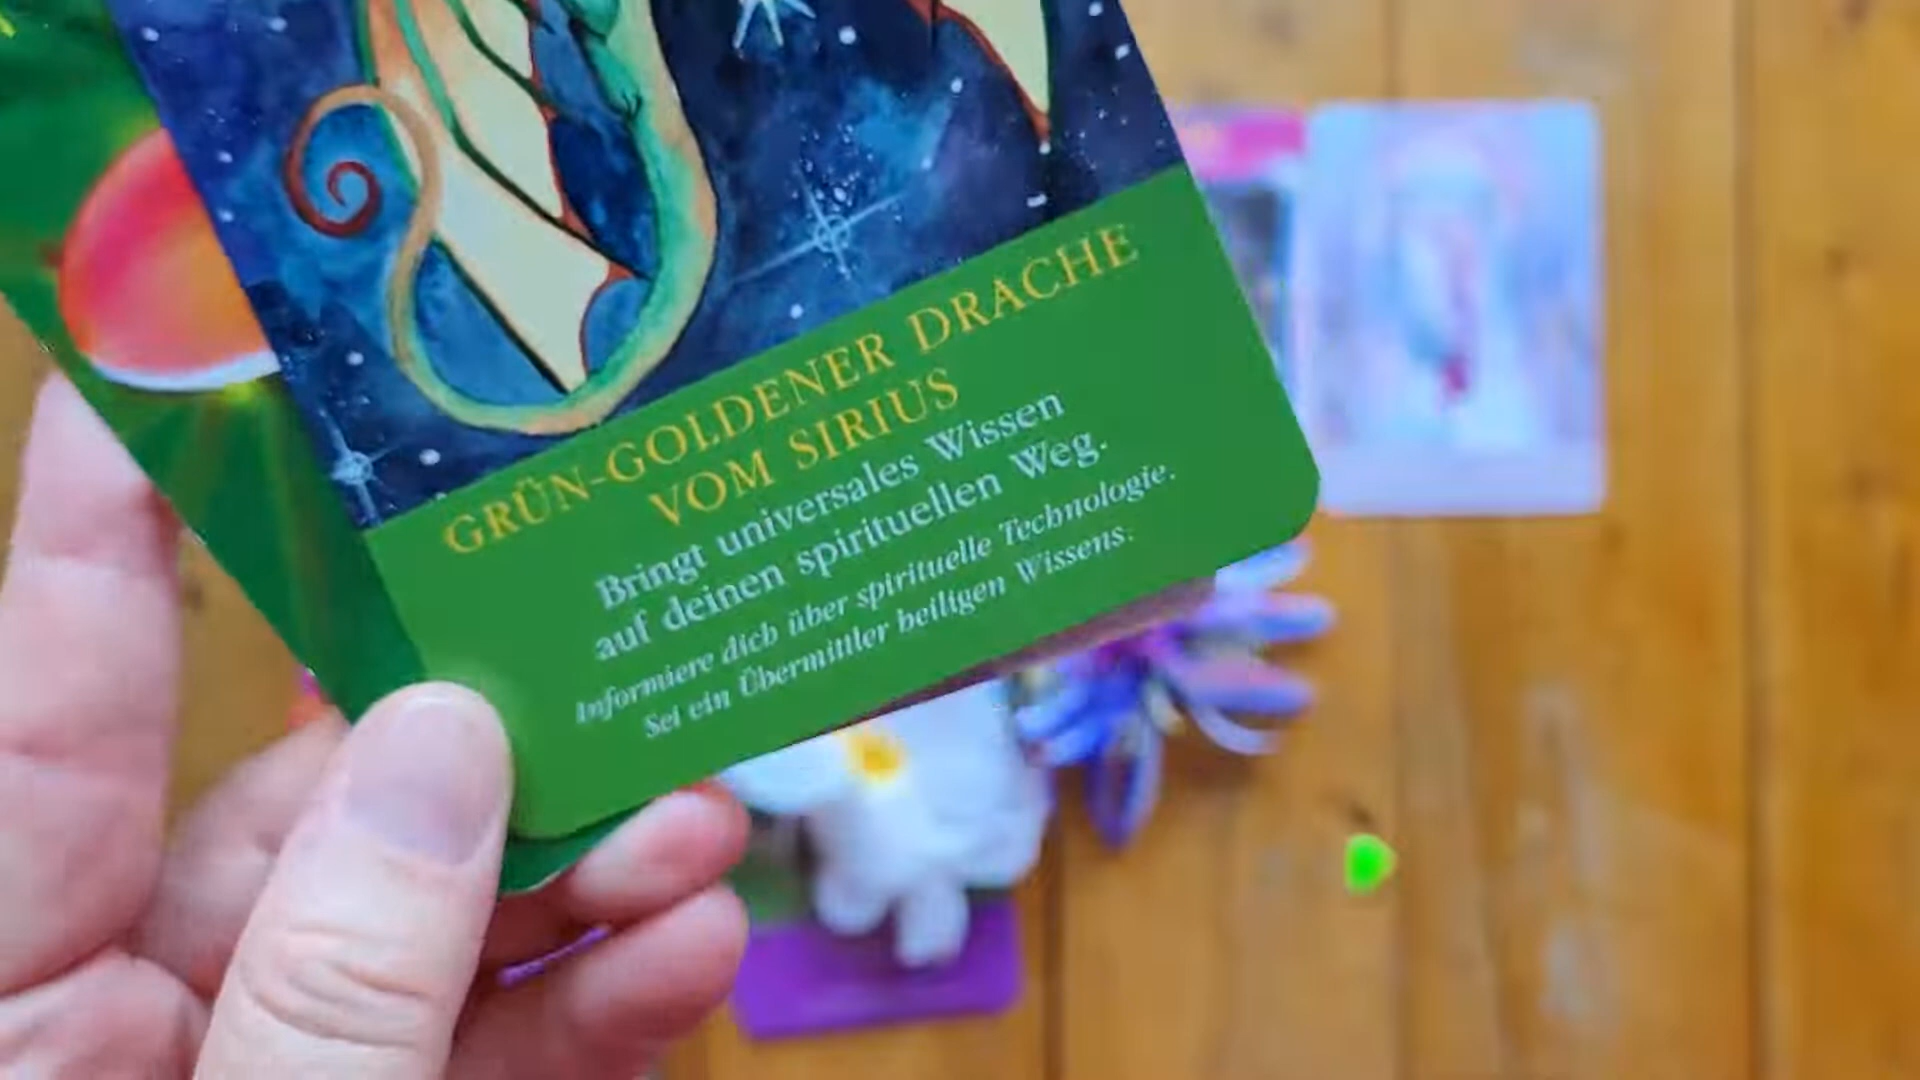 GRÜN-GOLDENER DRACHE
VOM SIRIUS
Bringt universales Wissen
auf deinen spirituellen Weg.
Informiere dich über spirituelle Technologie.
Sei ein Übermittler heiligen Wissens.